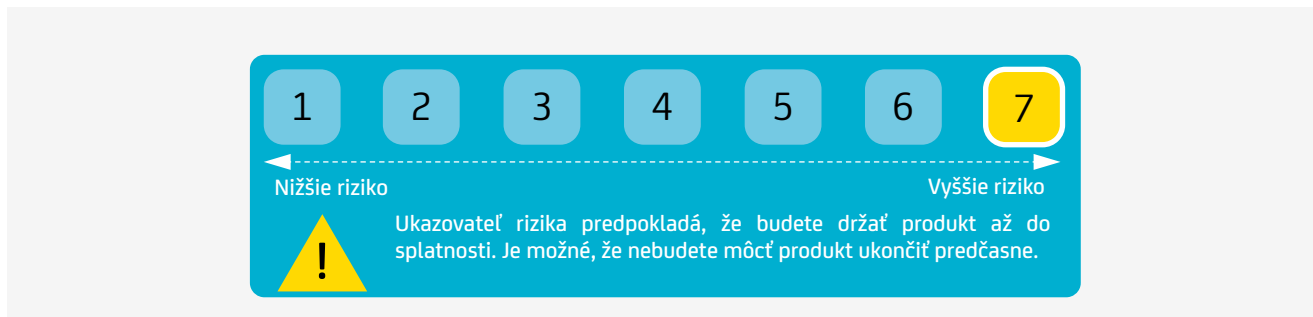 1 2 3 4 5 6 7
Nižšie riziko Vyššie riziko
Ukazovateľ rizika predpokladá, že budete držať produkt až do
splatnosti. Je možné, že nebudete môcť produkt ukončiť predčasne.
!